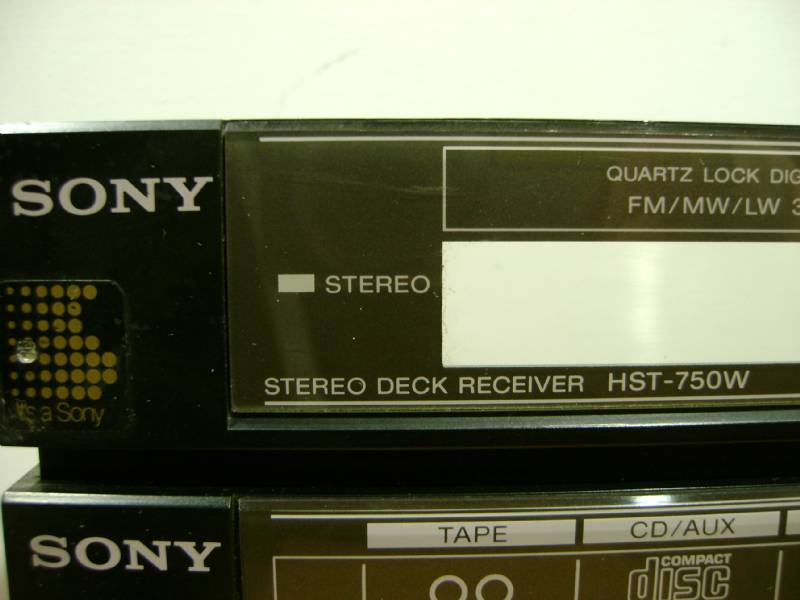 SONY
QUARTZ LOCK DIG
FM/MW/LW 3
STEREO
It's a Sony
STEREO DECK RECEIVER HST-750W
SONY
TAPE
CD/AUX
COMPACT
disc